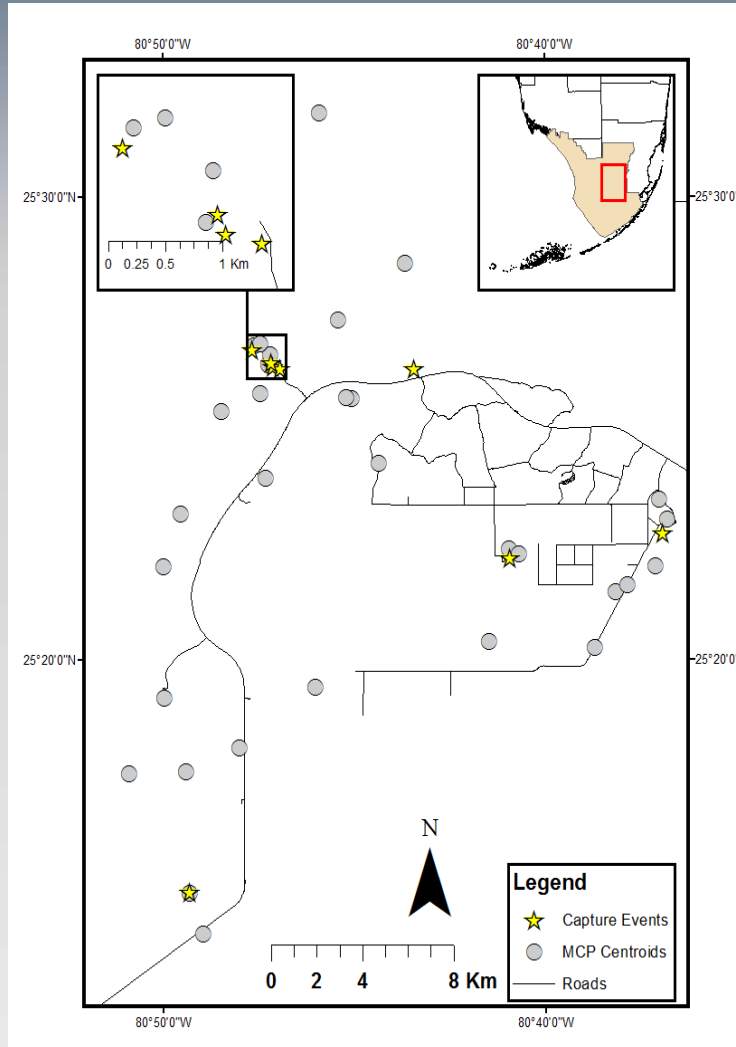 80°50'0"W 80°40'0"W
25°30'0"N 25°30'0"
0 0.25 0.5 1 Km
25°20'0"N 25°20'0"
N
Legend
Capture Events
MCP Centroids
Roads
0 2 4 8 Km
80°50'0"W 80°40'0"W